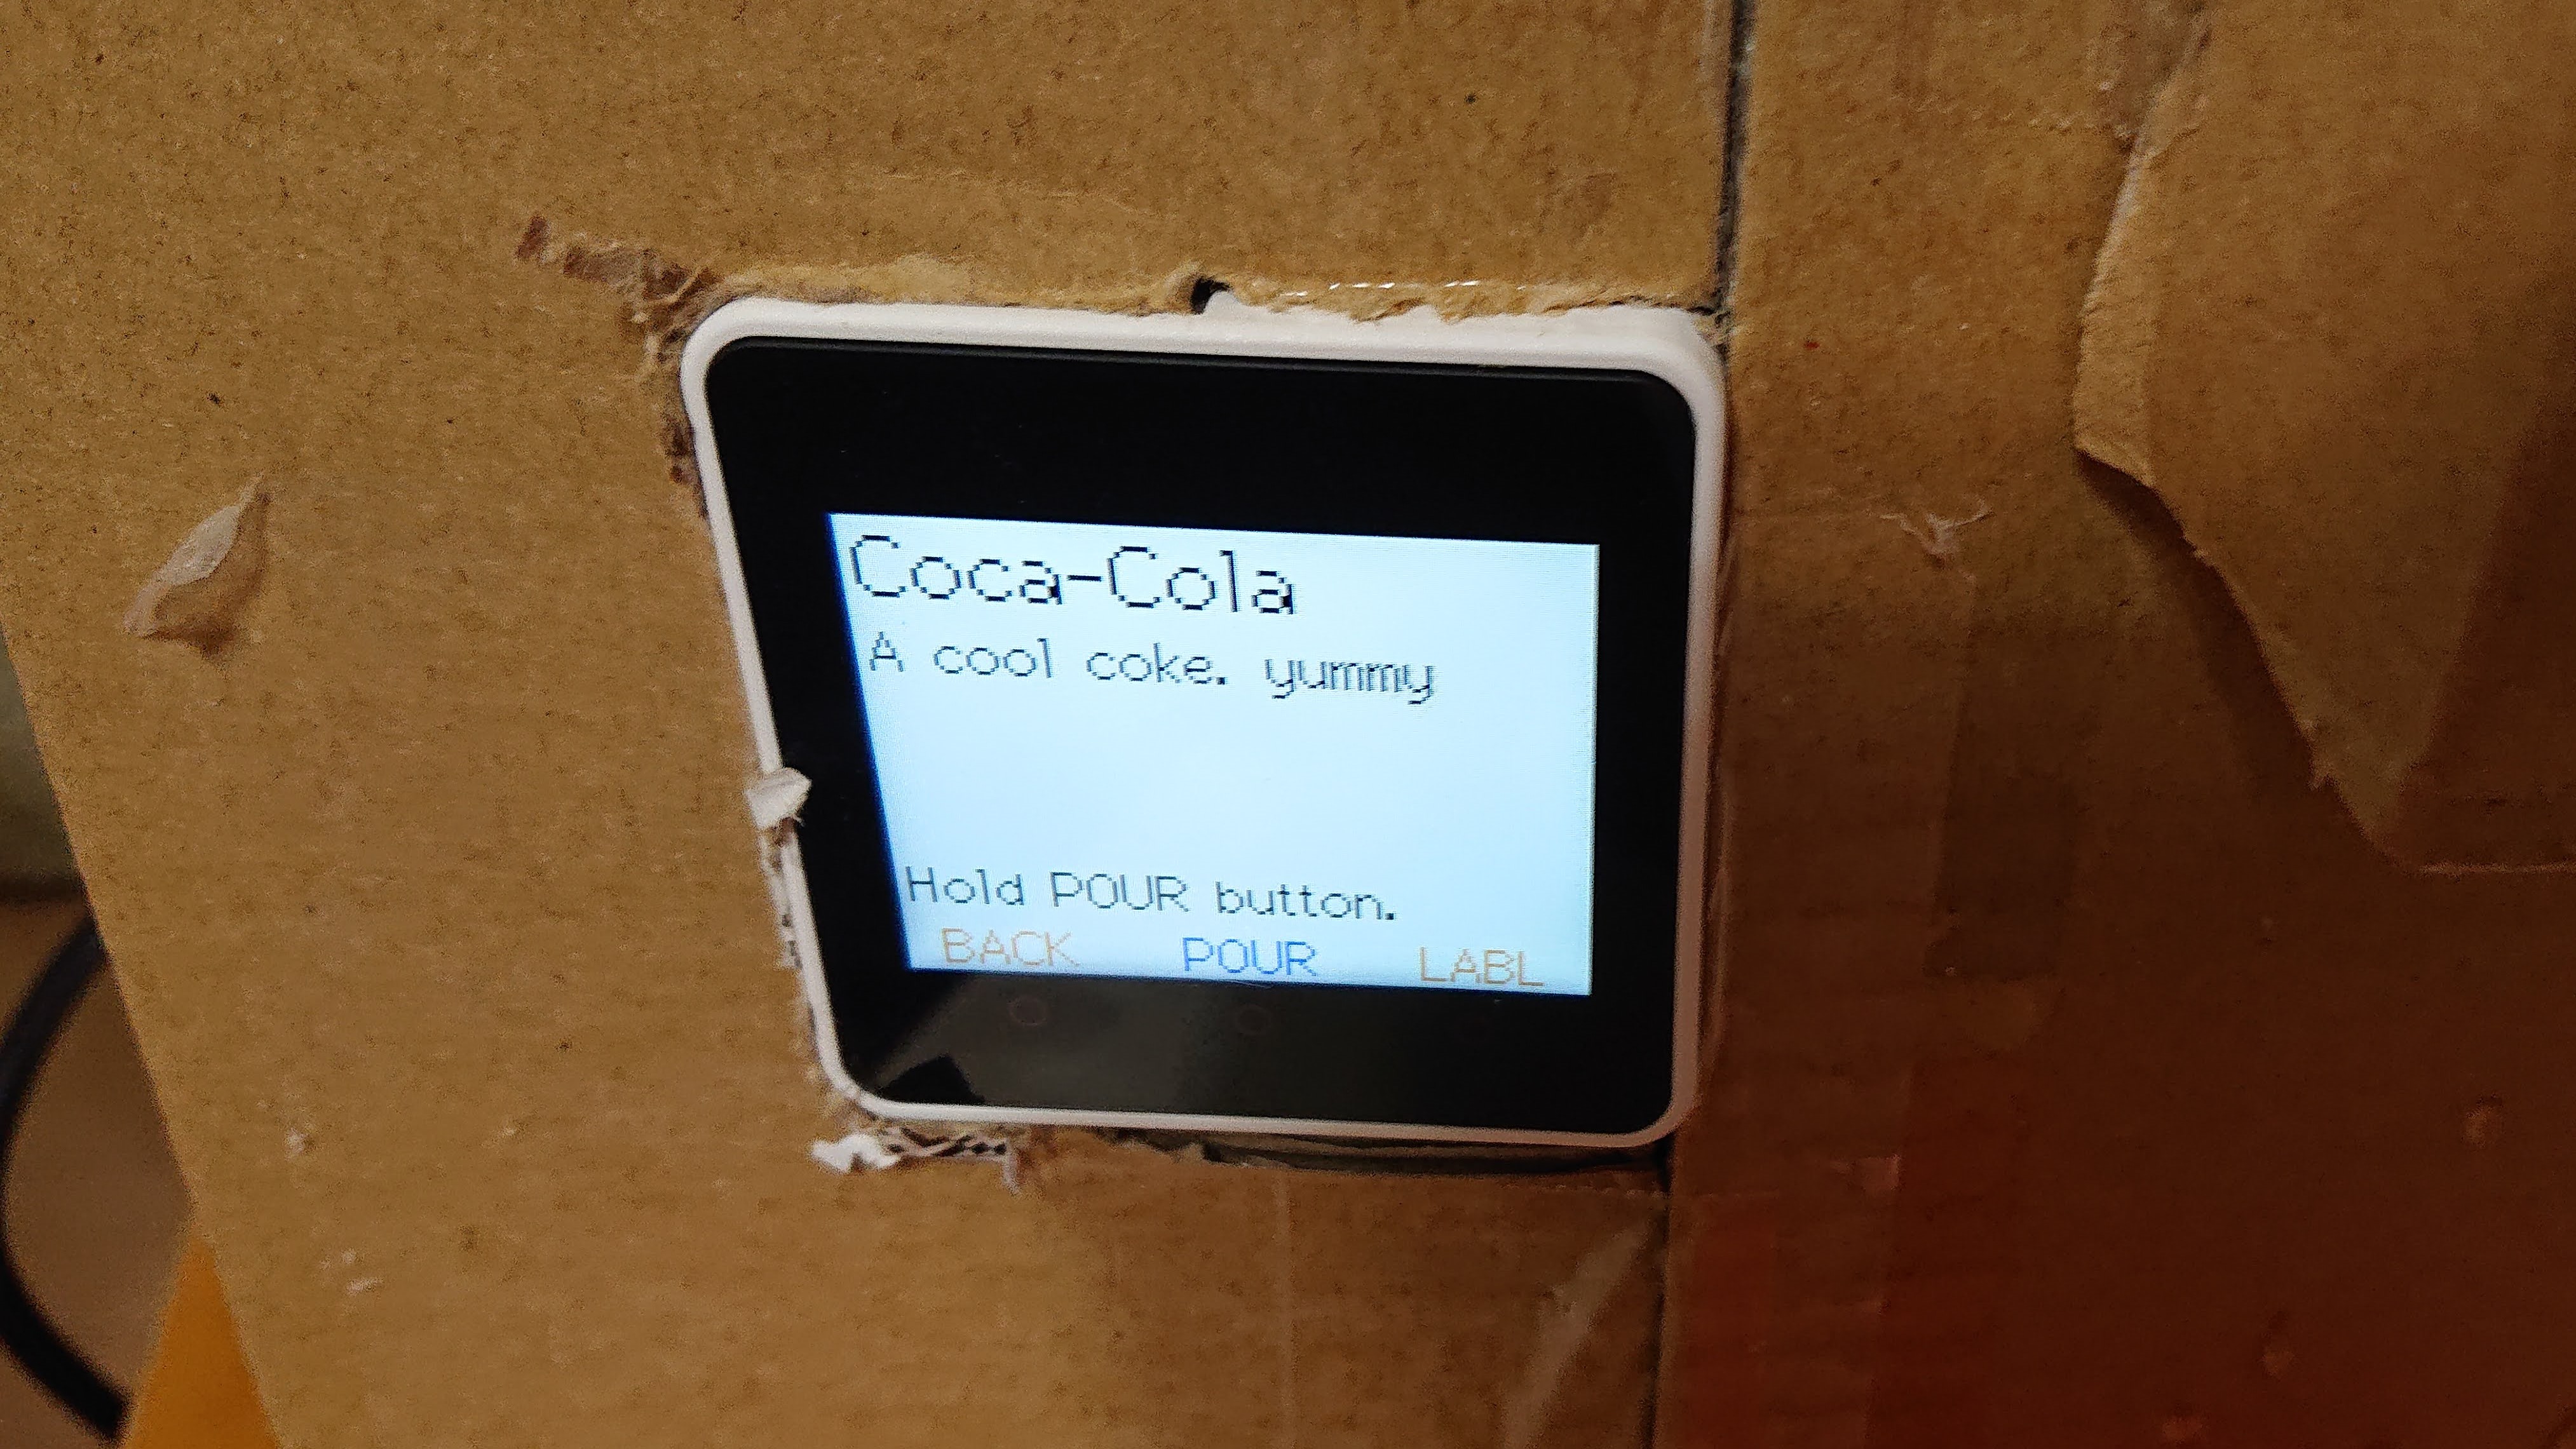 Coca-Cola
A cool coke. yummy
Hold POUR button.
BACK POUR LABL